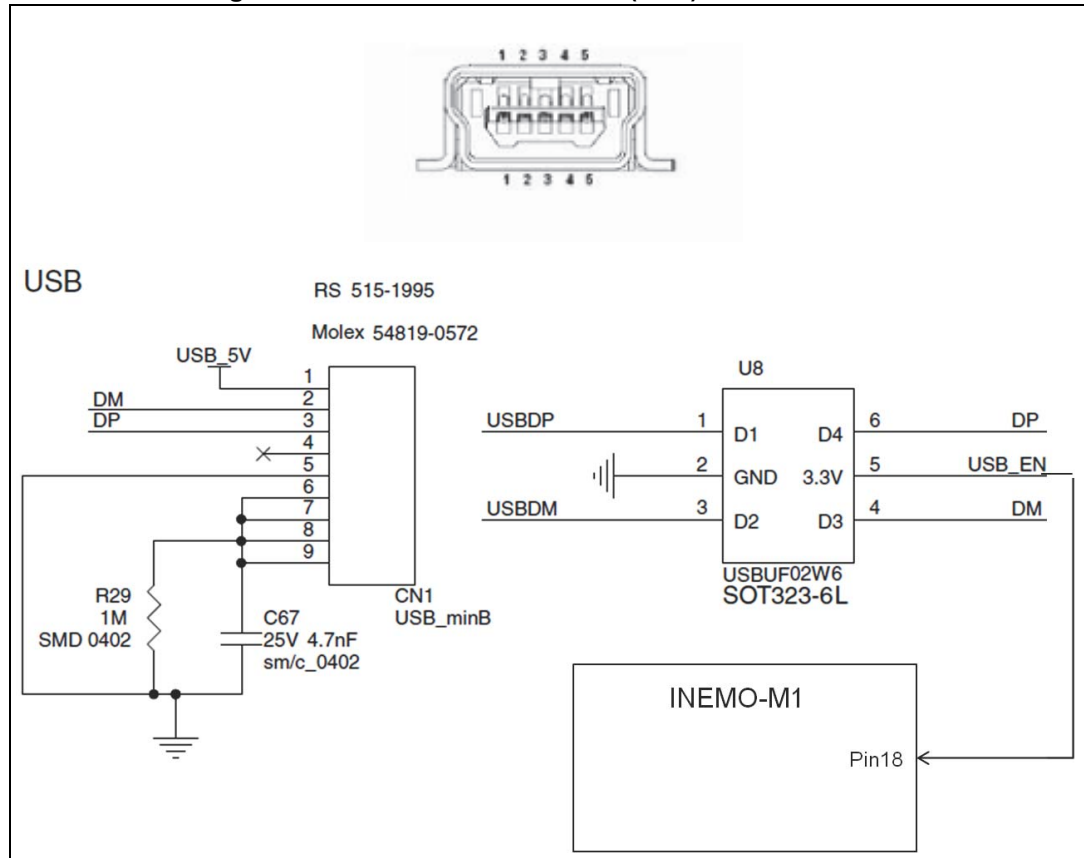 1 2 3 4 5
1 2 3 4 5
USB
RS 515-1995
Molex 54819-0572
USB_5V
DM
DP
1
2
3
4
5
6
7
8
9
R29
1M
SMD 0402
C67
25V 4.7nF
sm/c_0402
CN1
USB_minB
U8
USBDP
1
D1
D4
6
DP
2
GND
3.3V
5
USB_EN
USBDM
3
D2
D3
4
DM
USBUF02W6
SOT323-6L
INEMO-M1
Pin18